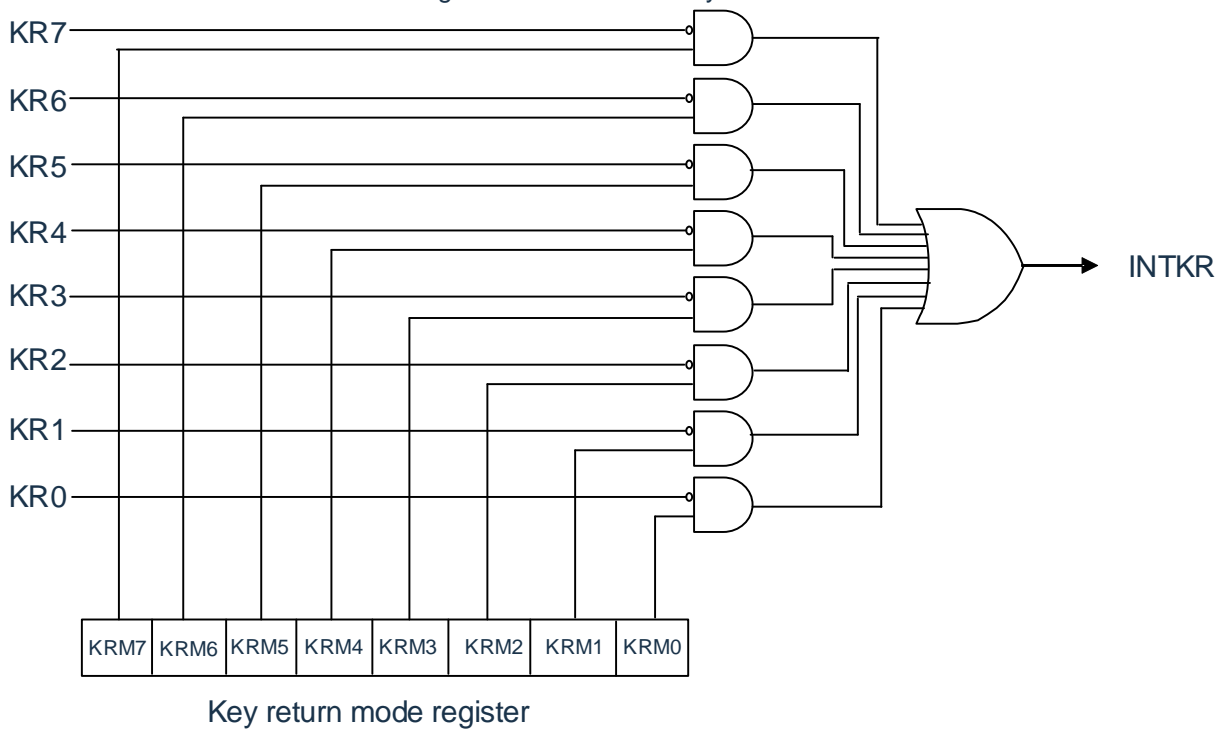 KR7
KR6
KR5
KR4
KR3
KR2
KR1
KR0
INTKR
KRM7 KRM6 KRM5 KRM4 KRM3 KRM2 KRM1 KRM0
Key return mode register